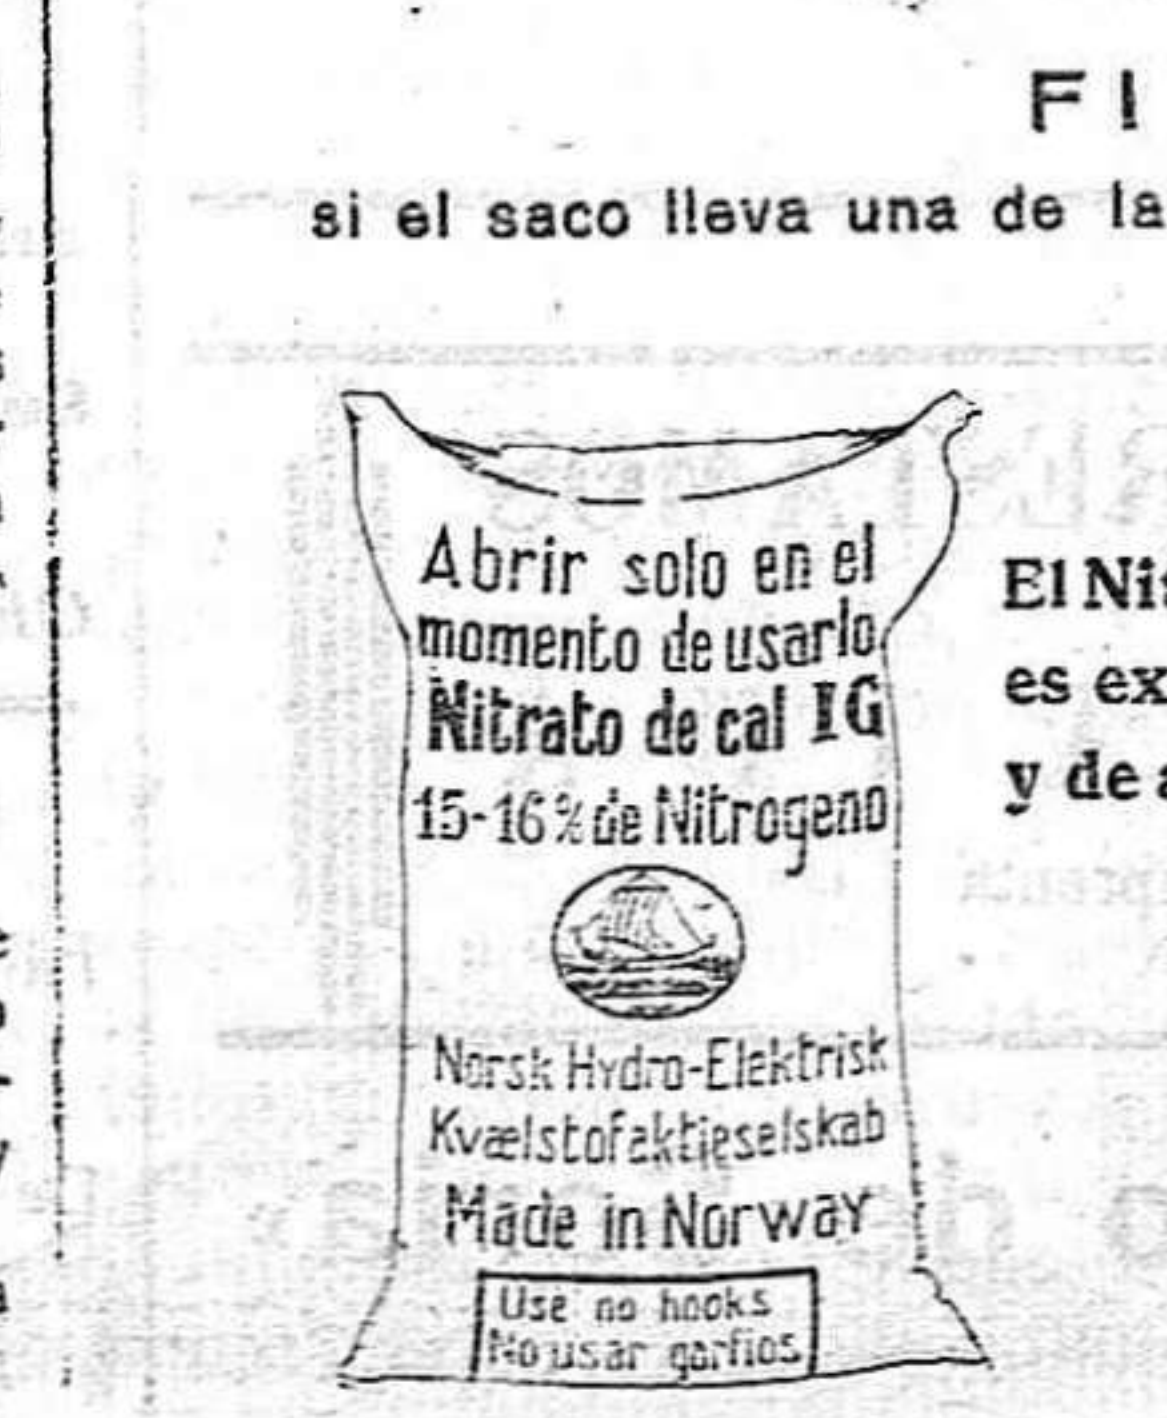 FI
si el saco lleva una de la
Abrir solo en el
momento de usarlo
Nitrato de cal IG
15-16% de Nitrogeno
Norsk Hydro-Elektrisk
Kvælstofaktieselskab
Made in Norway
Use no hooks
No usar garfios
El Nit
es ex
y de a